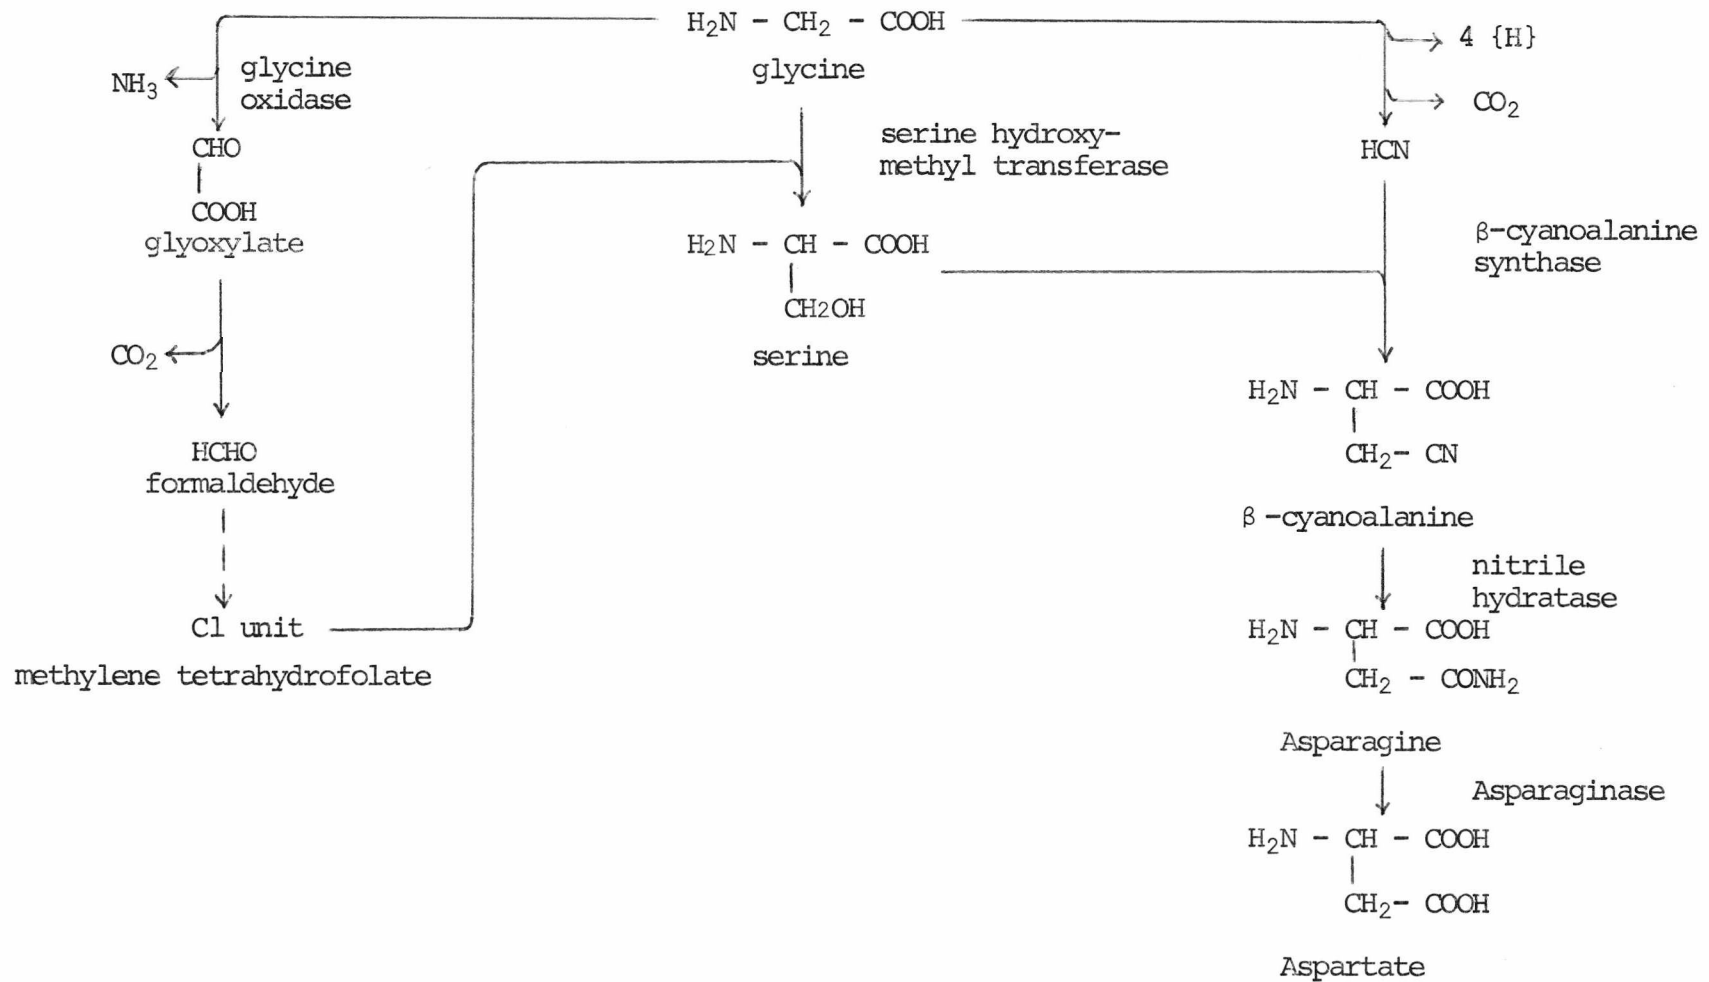 H₂N - CH₂ - COOH
glycine
4 {H}
NH₃
glycine
oxidase
CO₂
CHO
COOH
glyoxylate
serine hydroxy-
methyl transferase
HCN
H₂N - CH - COOH
CH2OH
serine
β-cyanoalanine
synthase
CO₂
HCHO
formaldehyde
H₂N - CH - COOH
CH₂- CN
β-cyanoalanine
nitrile
hydratase
Cl unit
methylene tetrahydrofolate
H₂N - CH - COOH
CH₂ - CONH₂
Asparagine
Asparaginase
H₂N - CH - COOH
CH₂- COOH
Aspartate